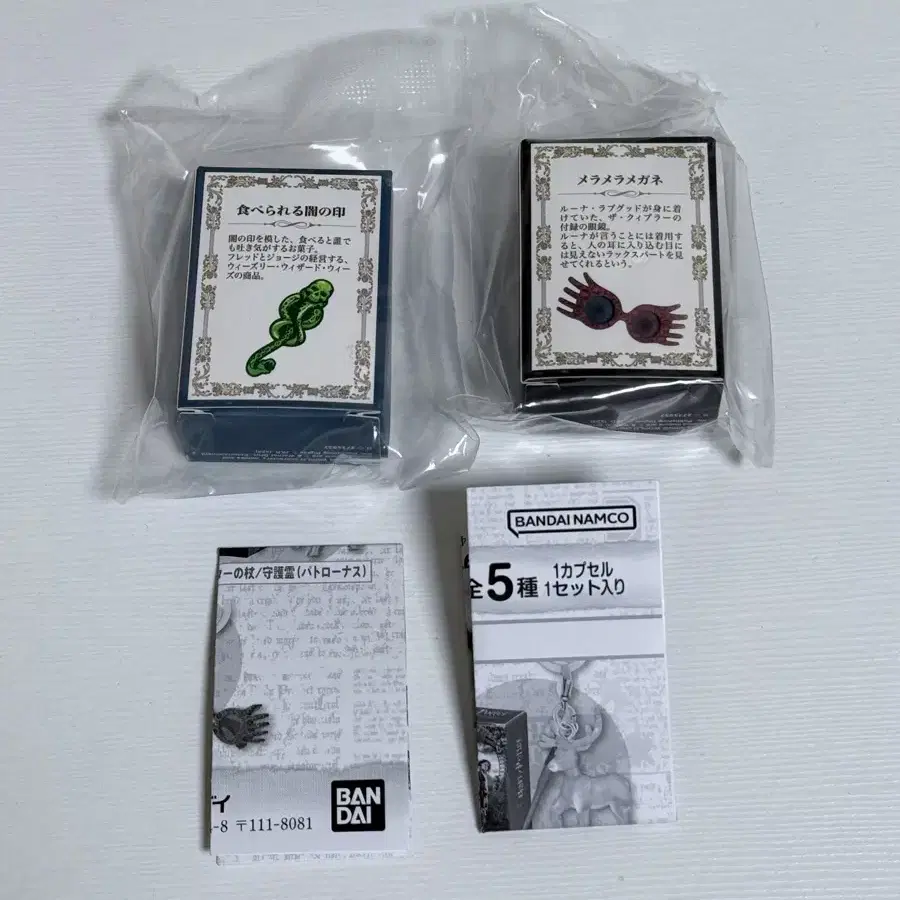 食べられる闇の印
闇の印を模した、食べると誰で
も吐き気がするお菓子。
フレッドとジョージの経営する、
ウィーズリー・ウィザード・ウィー
ズの商品。
メラメラメガネ
ルーナ・ラブグッドが身に着
けていた、ザ・クィブラーの
付録の眼鏡。
ルーナが言うことには着用す
ると、人の耳に入り込む目に
は見えないラックスパートを見
せてくれるという。
ターの杖/守護霊(パトローナス)
イ
-8 〒111-8081
BAN
DAI
BANDAI NAMCO
全5種 1カプセル
1セット入り